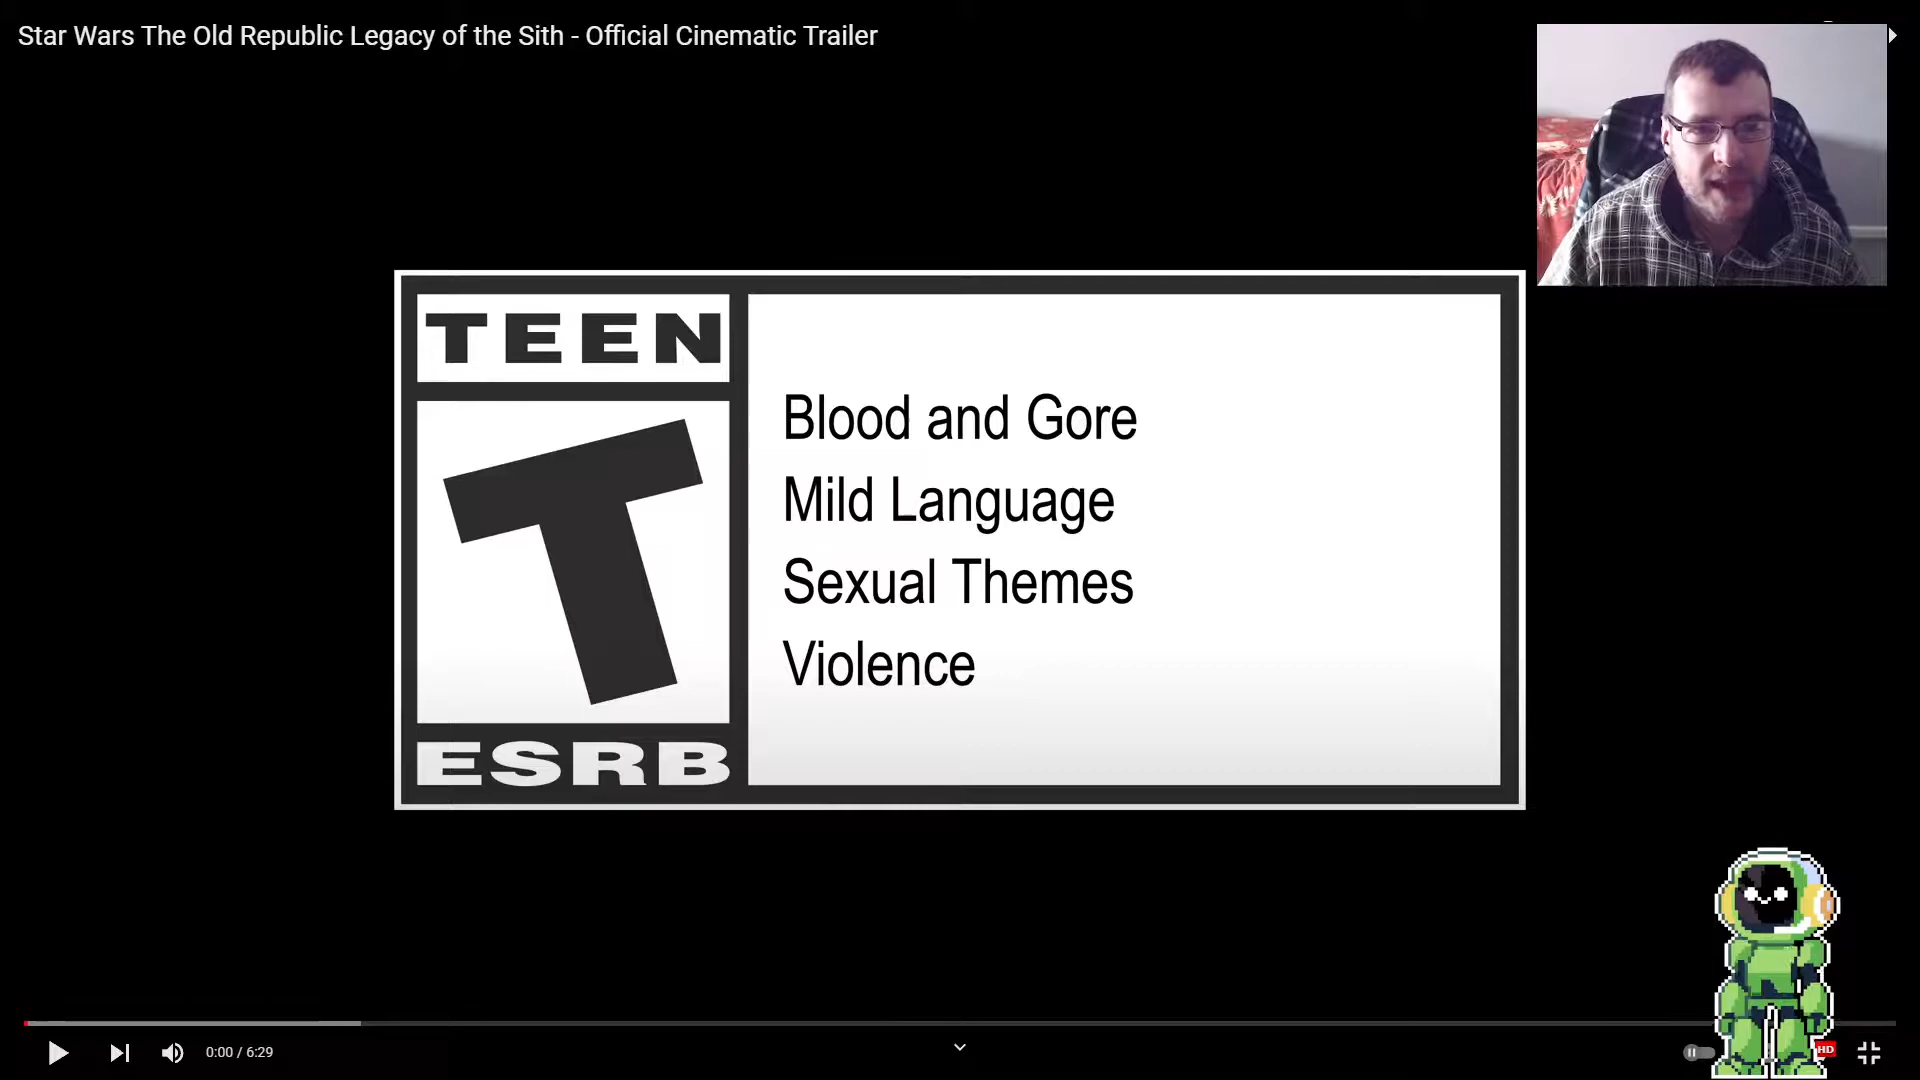 Star Wars The Old Republic Legacy of the Sith - Official Cinematic Trailer
TEEN
T
ESRB
Blood and Gore
Mild Language
Sexual Themes
Violence
0:00 / 6:29
HD